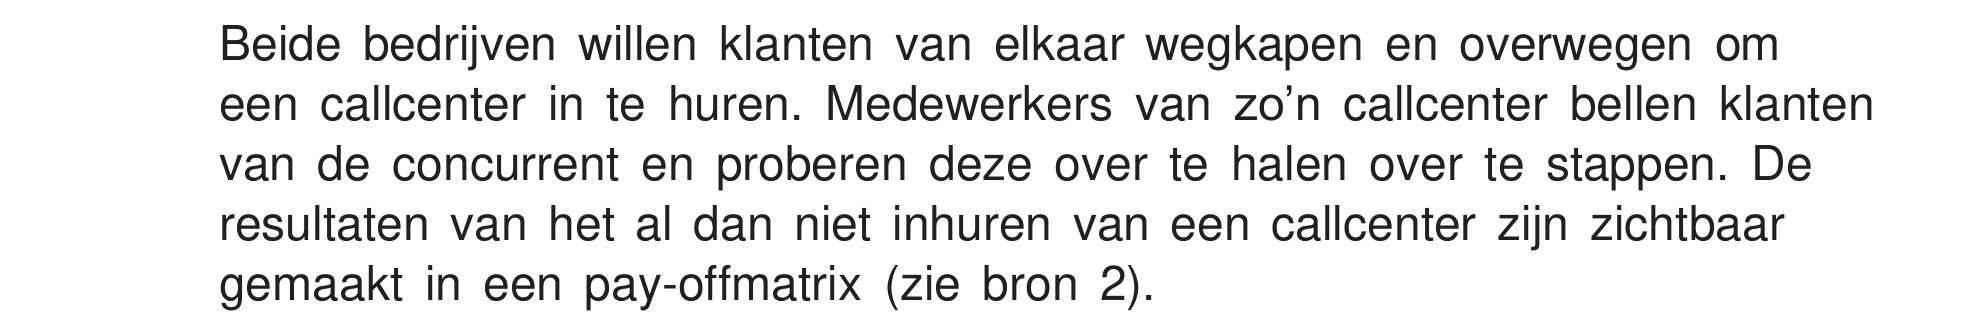 Beide bedrijven willen klanten van elkaar wegkapen en overwegen om
een callcenter in te huren. Medewerkers van zo’n callcenter bellen klanten
van de concurrent en proberen deze over te halen over te stappen. De
resultaten van het al dan niet inhuren van een callcenter zijn zichtbaar
gemaakt in een pay-offmatrix (zie bron 2).